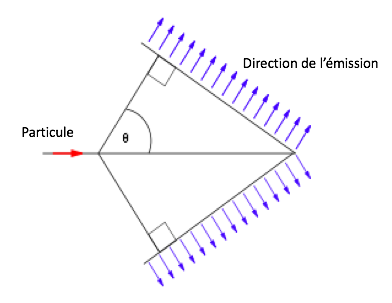 Direction de l'émission
Particule
θ